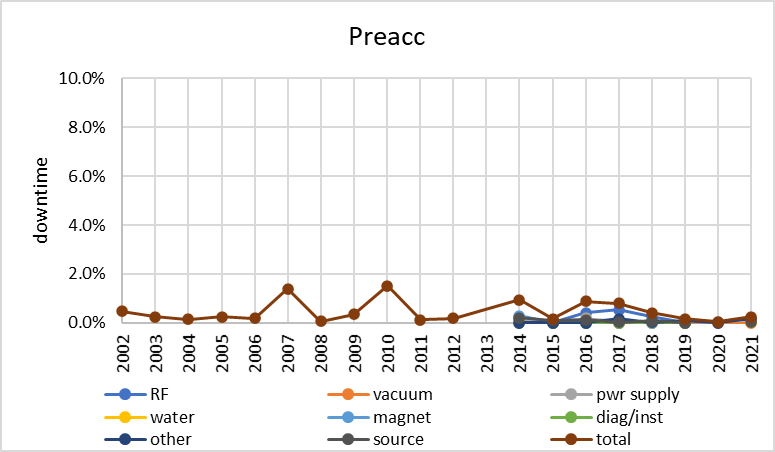 Preacc
10.0%
8.0%
6.0%
4.0%
2.0%
0.0%
downtime
2002 2003 2004 2005 2006 2007 2008 2009 2010 2011 2012 2013 2014 2015 2016 2017 2018 2019 2020 2021
RF vacuum pwr supply
water magnet diag/inst
other source total